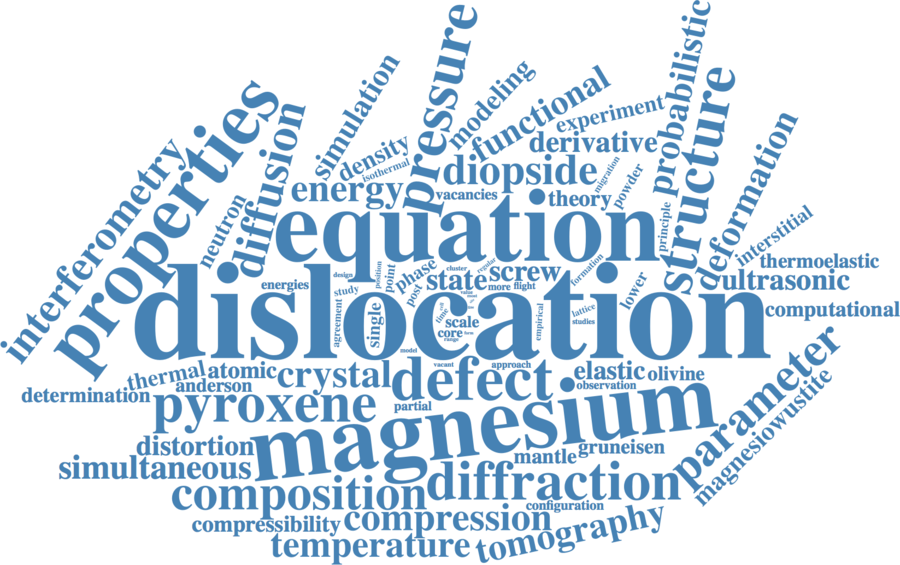 pressure
probabilistic
simulation
modeling
functional
structure
properties
diffusion
density
isothermal
experiment
derivative
interferometry
energy
diopside
vacancies
theory
migration
powder
principle
deformation
neutron
equation
interstitial
thermoelastic
energies
design
study
position
point
phase
post
cluster
regular
state
screw
more
flight
formation
lower
ultrasonic
computational
dislocation
agreement
single
time
scale
core
form
range
value
empirical
lattice
studies
model
vacant
approach
determination
thermal
atomic
anderson
crystal
defect
partial
elastic
olivine
observation
parameter
magnesiowustite
pyroxene
magnesium
distortion
simultaneous
mantle
gruneisen
composition
diffraction
configuration
compressibility
compression
temperature
tomography